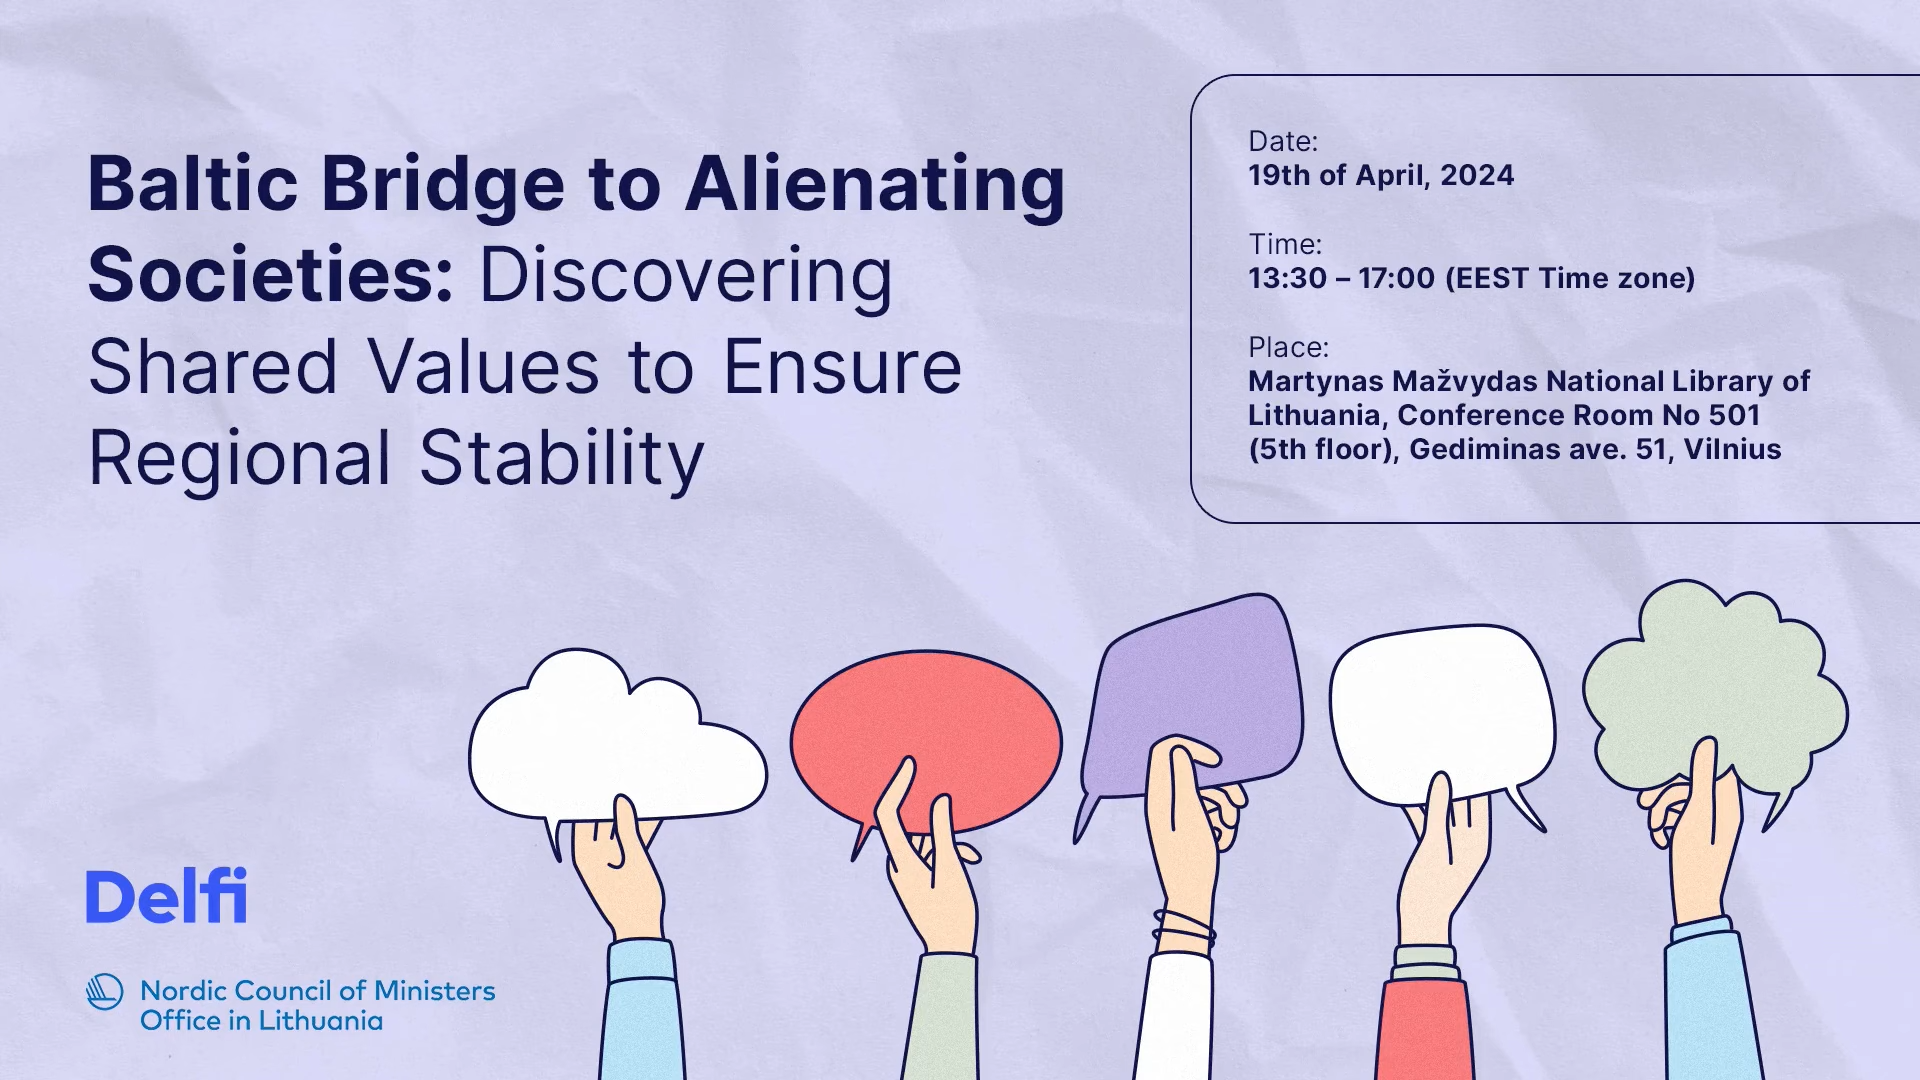 Baltic Bridge to Alienating
Societies: Discovering
Shared Values to Ensure
Regional Stability
Date:
19th of April, 2024
Time:
13:30 – 17:00 (EEST Time zone)
Place:
Martynas Mažvydas National Library of
Lithuania, Conference Room No 501
(5th floor), Gediminas ave. 51, Vilnius
Delfi
Nordic Council of Ministers
Office in Lithuania